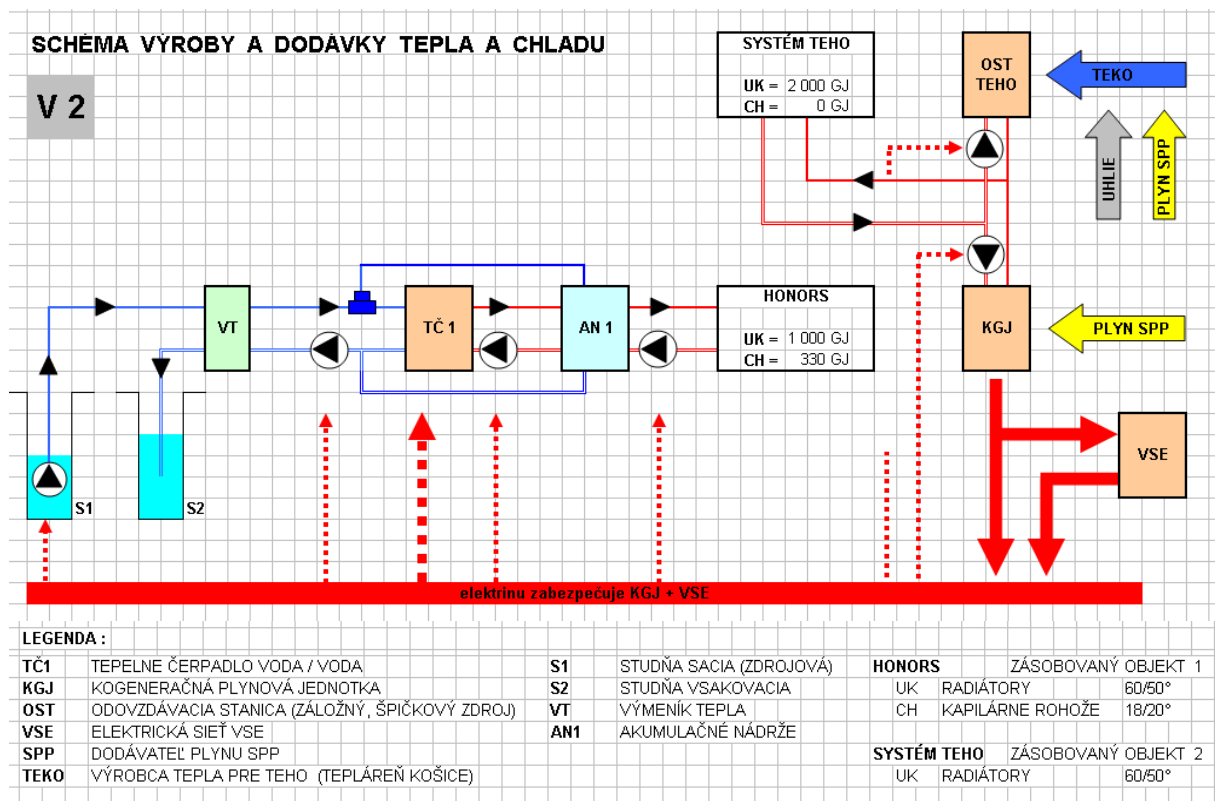 SCHÉMA VÝROBY A DODÁVKY TEPLA A CHLADU
V 2
SYSTÉM TEHO
UK = 2 000 GJ
CH = 0 GJ
OST
TEHO
TEKO
UHLIE
PLYN SPP
VT
TČ 1
AN 1
HONORS
UK = 1 000 GJ
CH = 330 GJ
KGJ
PLYN SPP
VSE
S1
S2
elektrinu zabezpečuje KGJ + VSE
LEGENDA :
TČ1 TEPELNE ČERPADLO VODA / VODA
KGJ KOGENERAČNÁ PLYNOVÁ JEDNOTKA
OST ODOVZDÁVACIA STANICA (ZÁLOŽNÝ, ŠPIČKOVÝ ZDROJ)
VSE ELEKTRICKÁ SIEŤ VSE
SPP DODÁVATEĽ PLYNU SPP
TEKO VÝROBCA TEPLA PRE TEHO (TEPLÁREŇ KOŠICE)
S1 STUDŇA SACIA (ZDROJOVÁ)
S2 STUDŇA VSAKOVACIA
VT VÝMENÍK TEPLA
AN1 AKUMULAČNÉ NÁDRŽE
HONORS ZÁSOBOVANÝ OBJEKT 1
UK RADIÁTORY 60/50°
CH KAPILÁRNE ROHOŽE 18/20°
SYSTÉM TEHO ZÁSOBOVANÝ OBJEKT 2
UK RADIÁTORY 60/50°